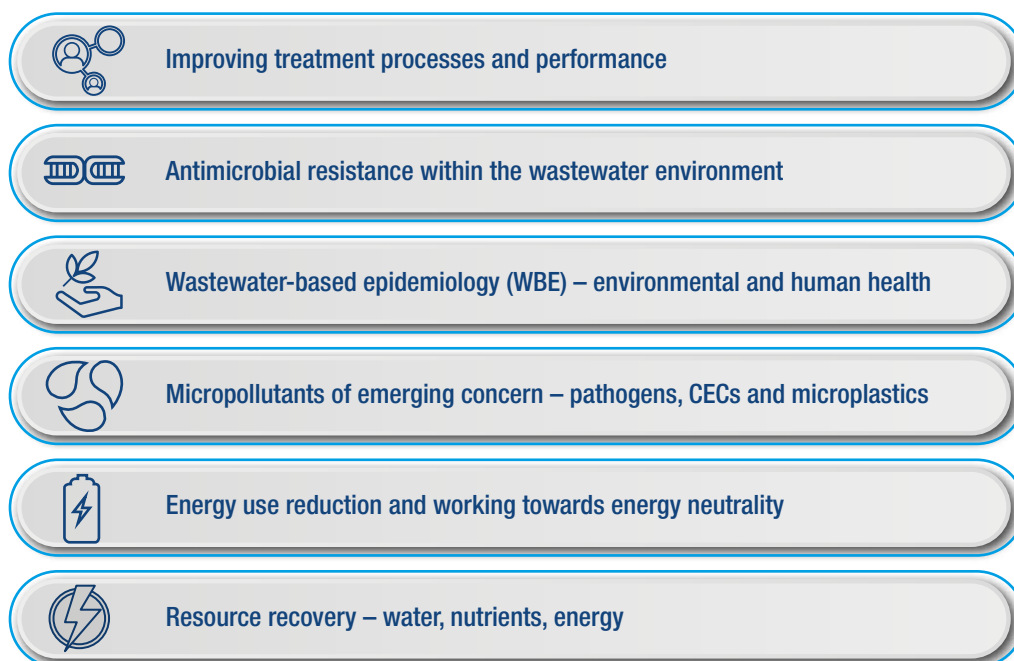 Improving treatment processes and performance
Antimicrobial resistance within the wastewater environment
Wastewater-based epidemiology (WBE) – environmental and human health
Micropollutants of emerging concern – pathogens, CECs and microplastics
Energy use reduction and working towards energy neutrality
Resource recovery – water, nutrients, energy